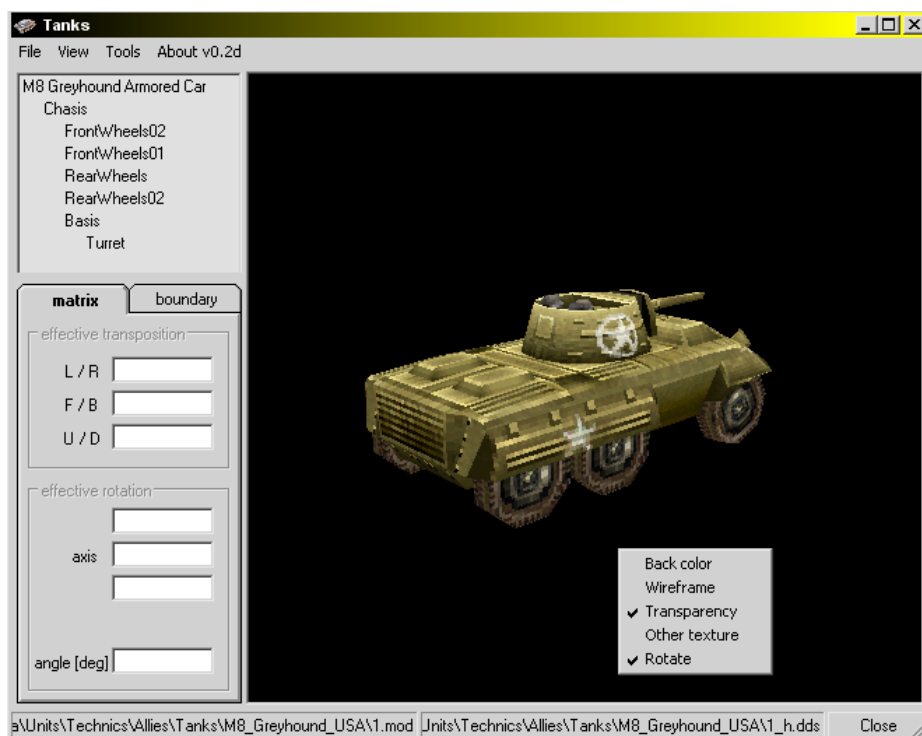 Tanks
File View Tools About v0.2d
M8 Greyhound Armored Car
Chasis
FrontWheels02
FrontWheels01
RearWheels
RearWheels02
Basis
Turret
matrix boundary
effective transposition
L / R
F / B
U / D
effective rotation
axis
angle [deg]
Back color
Wireframe
Transparency
Other texture
Rotate
a\Units\Technics\Allies\Tanks\M8_Greyhound_USA\1.mod \Units\Technics\Allies\Tanks\M8_Greyhound_USA\1_h.dds Close